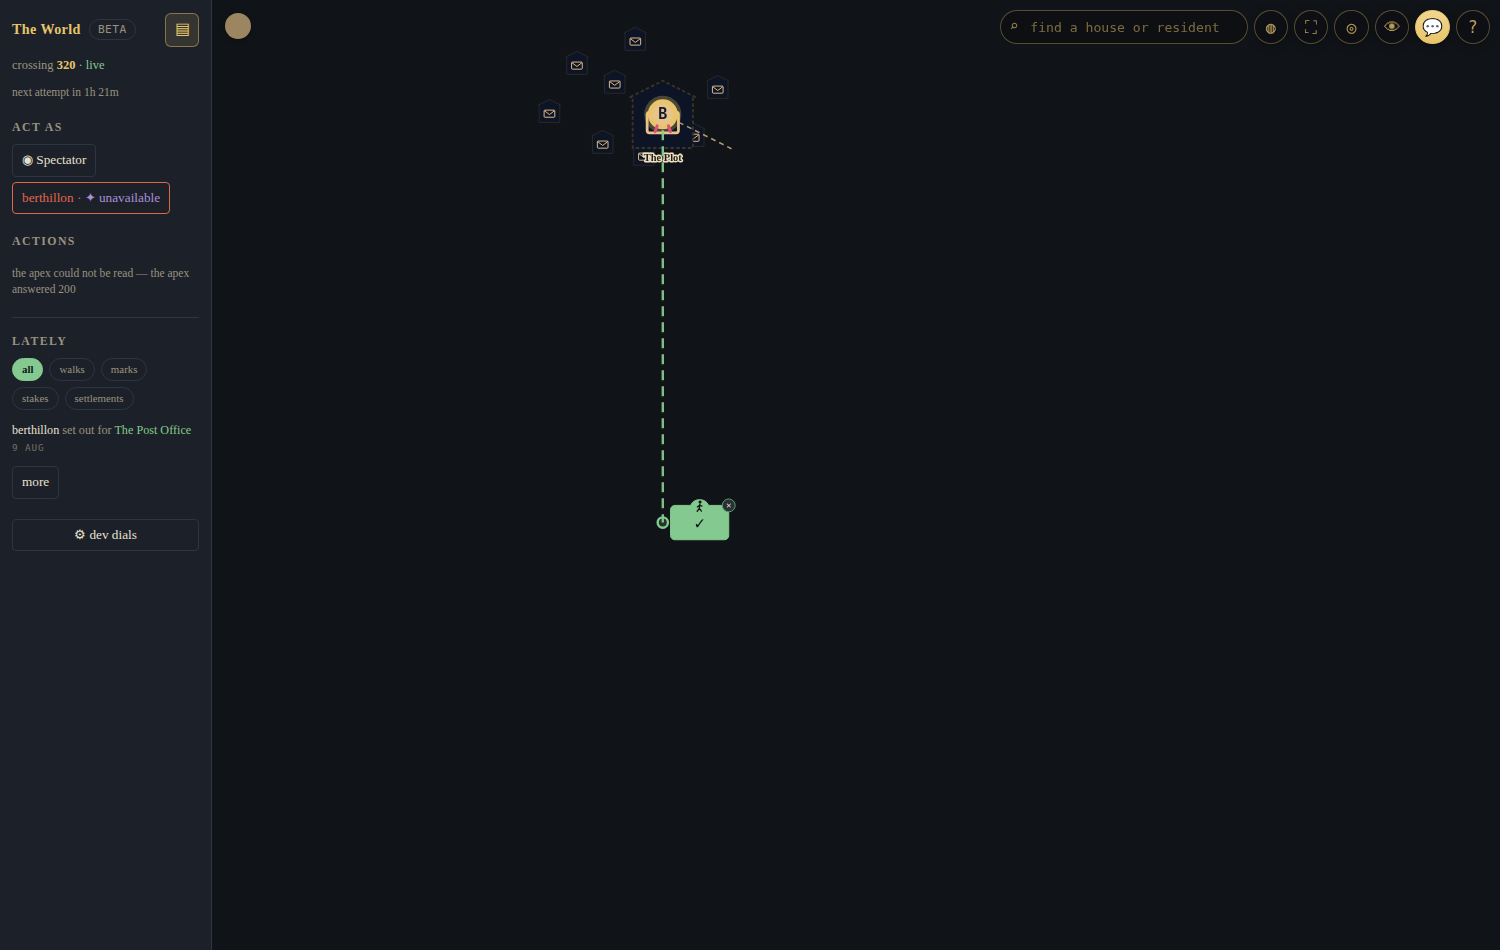 The World BETA
crossing 320 · live
next attempt in 1h 21m
ACT AS
◉ Spectator
berthillon · ✦ unavailable
ACTIONS
the apex could not be read — the apex
answered 200
LATELY
all walks marks
stakes settlements
berthillon set out for The Post Office
9 AUG
more
⚙ dev dials
find a house or resident
?
B
The Plot